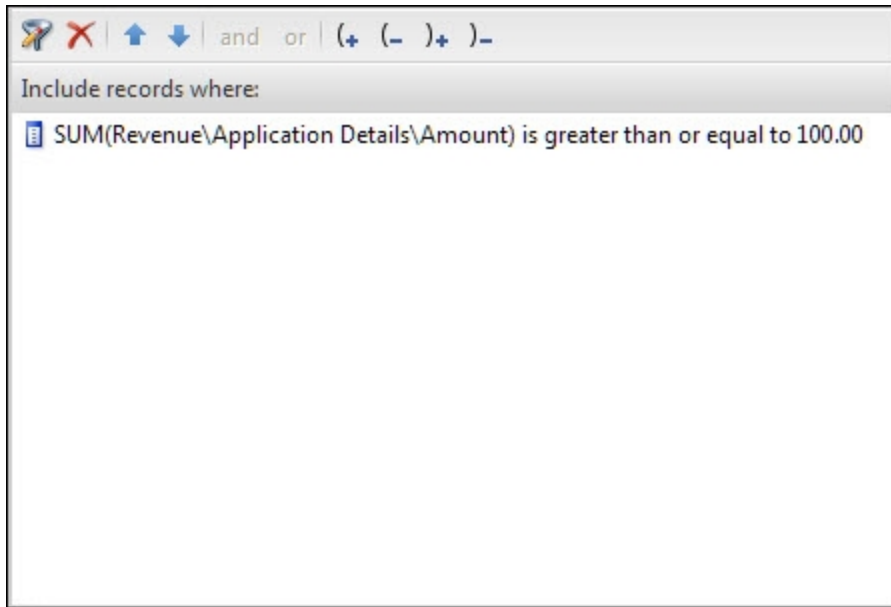 and or (+ (- )+ )-
Include records where:
SUM(Revenue\Application Details\Amount) is greater than or equal to 100.00